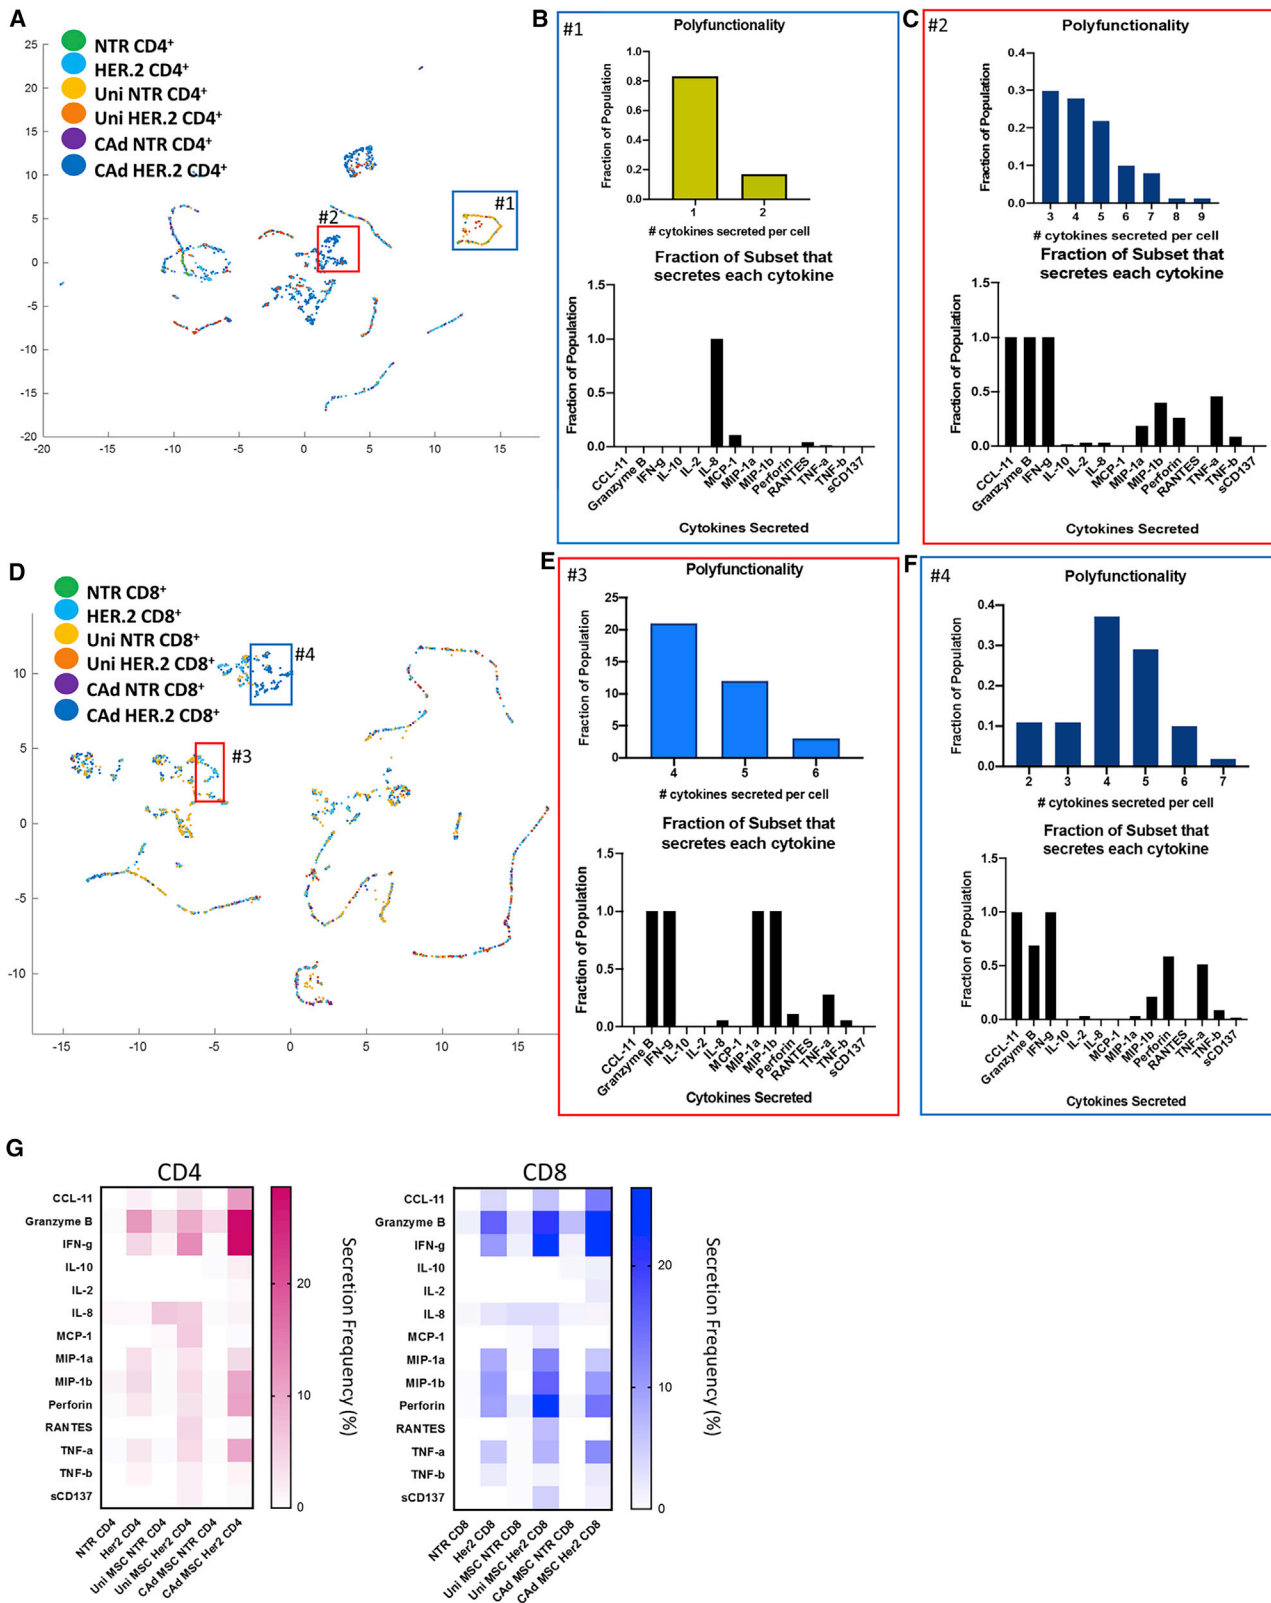 A
NTR CD4+
HER.2 CD4+
Uni NTR CD4+
Uni HER.2 CD4+
CAd NTR CD4+
CAd HER.2 CD4+
25
20
15
10
5
0
-5
-10
-15
-20
-20 -15 -10 -5 0 5 10 15
#1
#2
B
#1
Polyfunctionality
Fraction of Population
1.0
0.8
0.6
0.4
0.2
0.0
1 2
# cytokines secreted per cell
Fraction of Subset that
secretes each cytokine
Fraction of Population
1.5
1.0
0.5
0.0
CCL-11
Granzyme B
IFN-g
IL-10
IL-2
IL-8
MCP-1
MIP-1a
MIP-1b
Perforin
RANTES
TNF-a
TNF-b
sCD137
Cytokines Secreted
C
#2
Polyfunctionality
Fraction of Population
0.4
0.3
0.2
0.1
0.0
3 4 5 6 7 8 9
# cytokines secreted per cell
Fraction of Subset that
secretes each cytokine
Fraction of Population
1.5
1.0
0.5
0.0
CCL-11
Granzyme B
IFN-g
IL-10
IL-2
IL-8
MCP-1
MIP-1a
MIP-1b
Perforin
RANTES
TNF-a
TNF-b
sCD137
Cytokines Secreted
D
NTR CD8+
HER.2 CD8+
Uni NTR CD8+
Uni HER.2 CD8+
CAd NTR CD8+
CAd HER.2 CD8+
10
5
0
-5
-10
-15 -10 -5 0 5 10 15
#4
#3
E
#3
Polyfunctionality
Fraction of Population
25
20
15
10
5
0
4 5 6
# cytokines secreted per cell
Fraction of Subset that
secretes each cytokine
Fraction of Population
1.5
1.0
0.5
0.0
CCL-11
Granzyme B
IFN-g
IL-10
IL-2
IL-8
MCP-1
MIP-1a
MIP-1b
Perforin
RANTES
TNF-a
TNF-b
sCD137
Cytokines Secreted
F
#4
Polyfunctionality
Fraction of Population
0.4
0.3
0.2
0.1
0.0
2 3 4 5 6 7
# cytokines secreted per cell
Fraction of Subset that
secretes each cytokine
Fraction of Population
1.5
1.0
0.5
0.0
CCL-11
Granzyme B
IFN-g
IL-10
IL-2
IL-8
MCP-1
MIP-1a
MIP-1b
Perforin
RANTES
TNF-a
TNF-b
sCD137
Cytokines Secreted
G
CD4
CCL-11
Granzyme B
IFN-g
IL-10
IL-2
IL-8
MCP-1
MIP-1a
MIP-1b
Perforin
RANTES
TNF-a
TNF-b
sCD137
NTR CD4
Her2 CD4
Uni MSC NTR CD4
Uni MSC Her2 CD4
CAd MSC NTR CD4
CAd MSC Her2 CD4
20
10
0
Secretion Frequency (%)
CD8
CCL-11
Granzyme B
IFN-g
IL-10
IL-2
IL-8
MCP-1
MIP-1a
MIP-1b
Perforin
RANTES
TNF-a
TNF-b
sCD137
NTR CD8
Her2 CD8
Uni MSC NTR CD8
Uni MSC Her2 CD8
CAd MSC NTR CD8
CAd MSC Her2 CD8
20
10
0
Secretion Frequency (%)